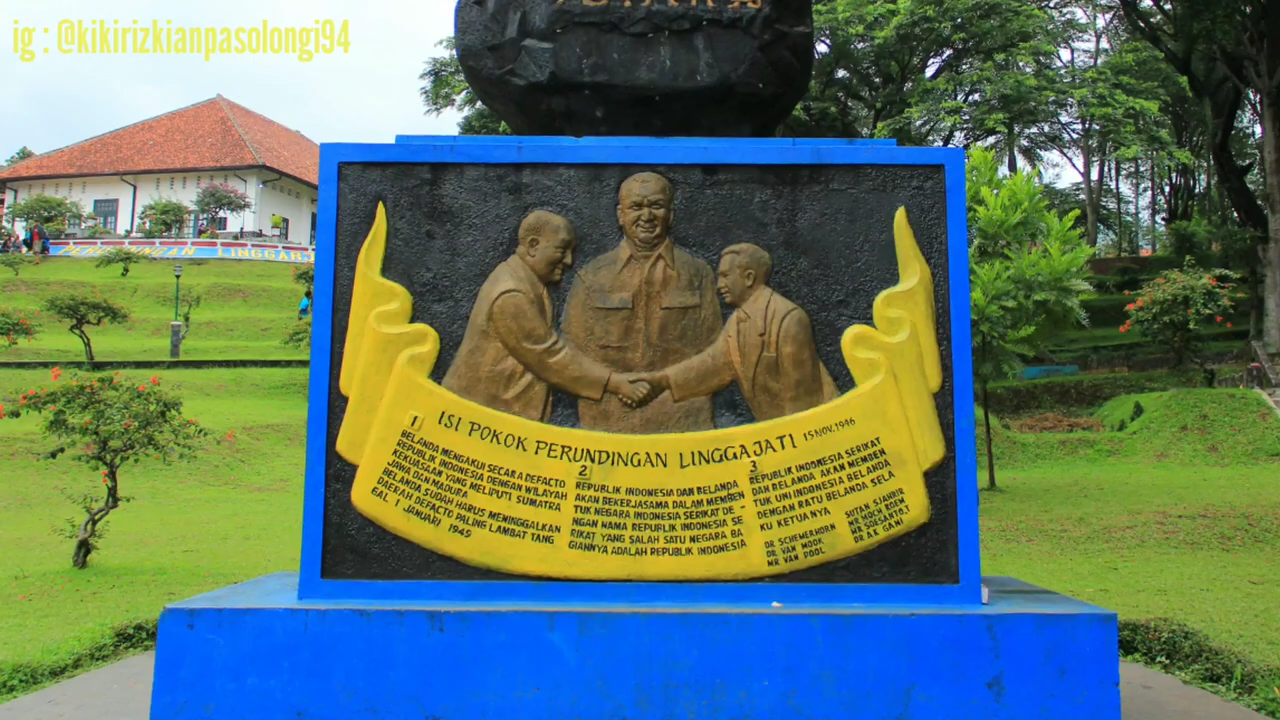 ig : @kikirizkianpasolongi94
LINGGARJA
ISI POKOK PERUNDINGAN LINGGAJATI 15 NOV. 1946
1
BELANDA MENGAKUI SECARA DEFACTO
REPUBLIK INDONESIA DENGAN WILAYAH
KEKUASAAN YANG MELIPUTI SUMATRA
JAWA DAN MADURA
BELANDA SUDAH HARUS MENINGGALKAN
DAERAH DEFACTO PALING LAMBAT TANG
GAL 1 JANUARI 1949
2
REPUBLIK INDONESIA DAN BELANDA
AKAN BEKERJASAMA DALAM MEMBEN
TUK NEGARA INDONESIA SERIKAT DE -
NGAN NAMA REPUBLIK INDONESIA SE
RIKAT YANG SALAH SATU NEGARA BA
GIANNYA ADALAH REPUBLIK INDONESIA
3
REPUBLIK INDONESIA SERIKAT
DAN BELANDA AKAN MEMBEN
TUK UNI INDONESIA BELANDA
DENGAN RATU BELANDA SELA
KU KETUANYA
DR SCHEMERHORN
DR VAN MOOK
MR VAN POOL
SUTAN SJAHRIR
MR MOCH ROEM
MR SOESANTO.T
DR A.K GANI